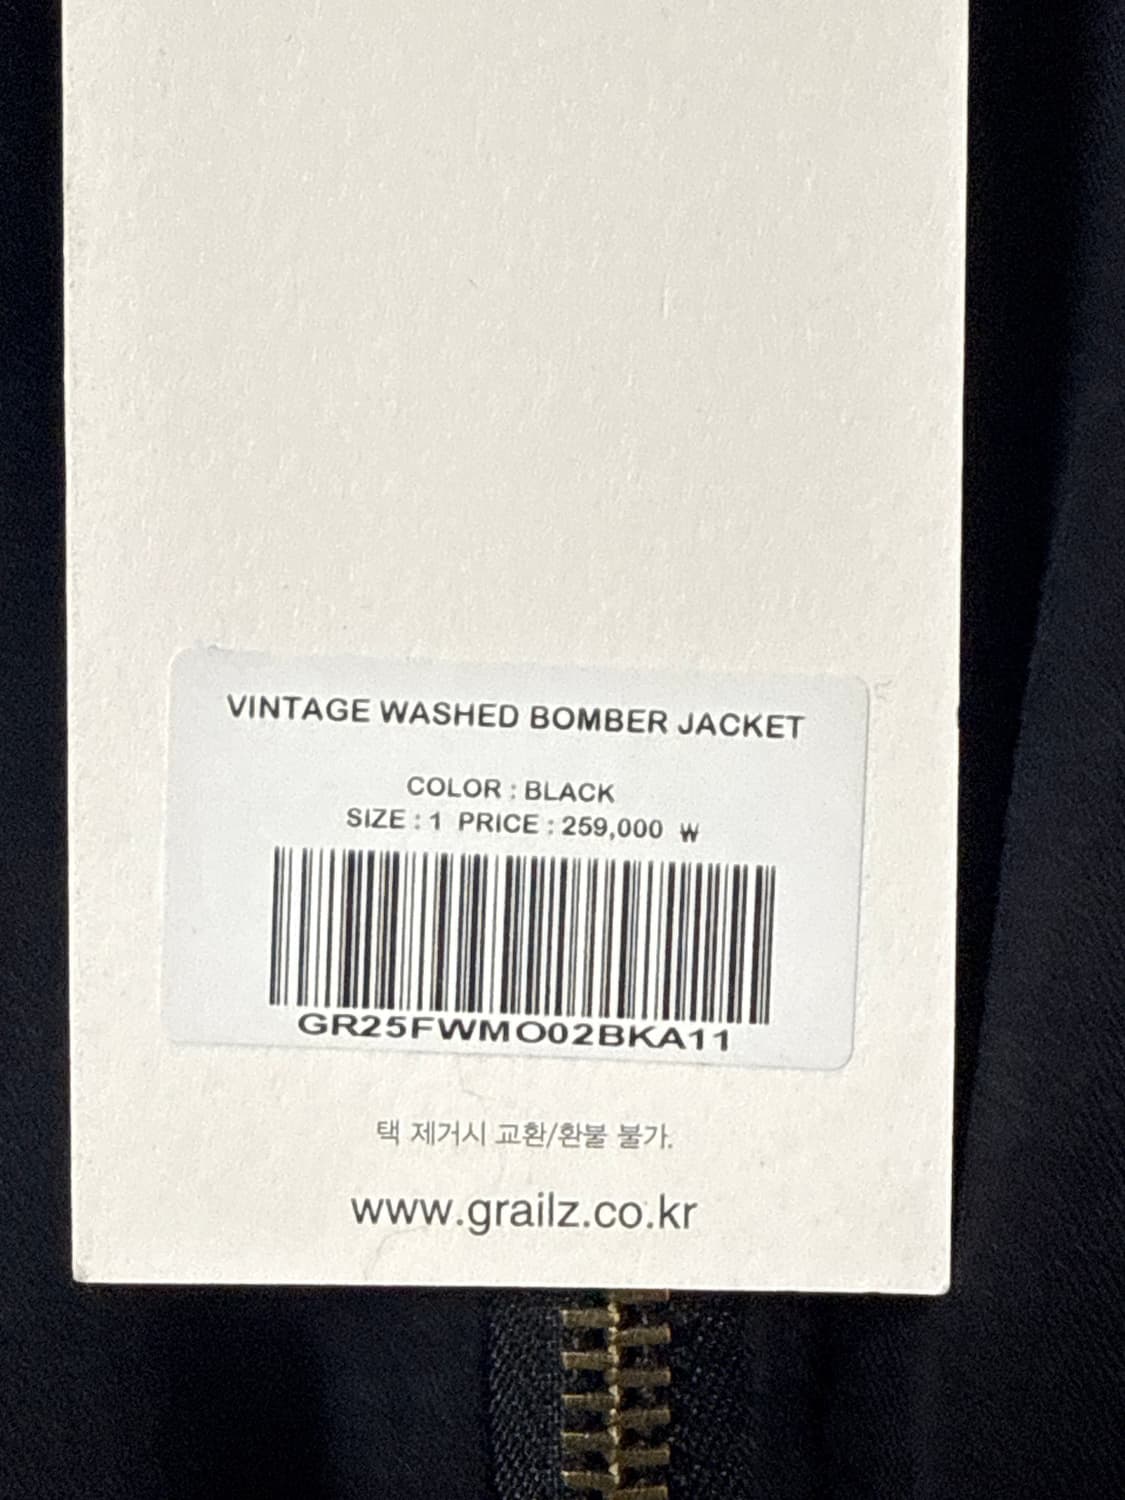 VINTAGE WASHED BOMBER JACKET
COLOR : BLACK
SIZE : 1 PRICE : 259,000 ₩
GR25FWMO02BKA11
택 제거시 교환/환불 불가.
www.grailz.co.kr